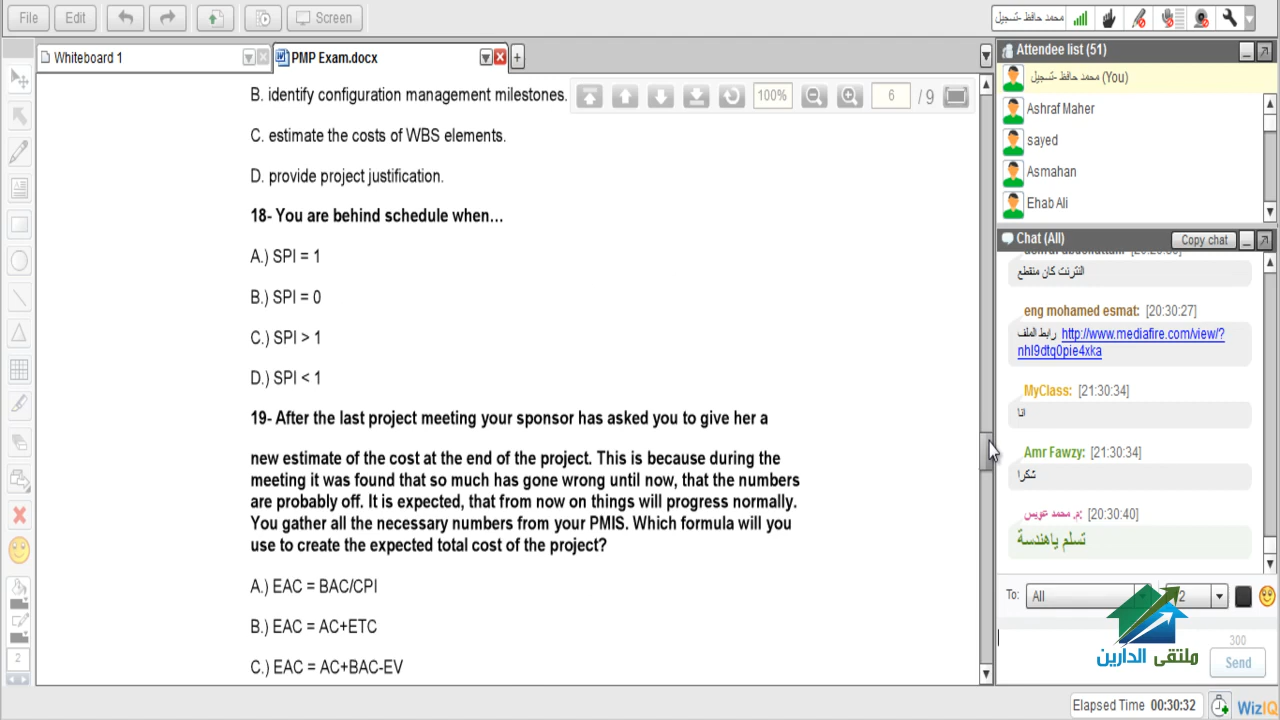 File
Edit
Screen
محمد حافظ -تسجيل
Whiteboard 1
PMP Exam.docx
+
100%
6
/ 9
B. identify configuration management milestones.
C. estimate the costs of WBS elements.
D. provide project justification.
18- You are behind schedule when...
A.) SPI = 1
B.) SPI = 0
C.) SPI > 1
D.) SPI < 1
19- After the last project meeting your sponsor has asked you to give her a
new estimate of the cost at the end of the project. This is because during the
meeting it was found that so much has gone wrong until now, that the numbers
are probably off. It is expected, that from now on things will progress normally.
You gather all the necessary numbers from your PMIS. Which formula will you
use to create the expected total cost of the project?
A.) EAC = BAC/CPI
B.) EAC = AC+ETC
C.) EAC = AC+BAC-EV
2
Attendee list (51)
محمد حافظ -تسجيل (You)
Ashraf Maher
sayed
Asmahan
Ehab Ali
Chat (All)
Copy chat
النترنت كان منقطع
eng mohamed esmat: [20:30:27]
رابط الملف http://www.mediafire.com/view/?
nhl9dtq0pie4xka
MyClass: [21:30:34]
انا
Amr Fawzy: [21:30:34]
شكرا
م. محمد عويس: [20:30:40]
تسلم ياهندسة
To:
All
2
300
Send
ملتقى الدارين
Elapsed Time 00:30:32
WizIQ